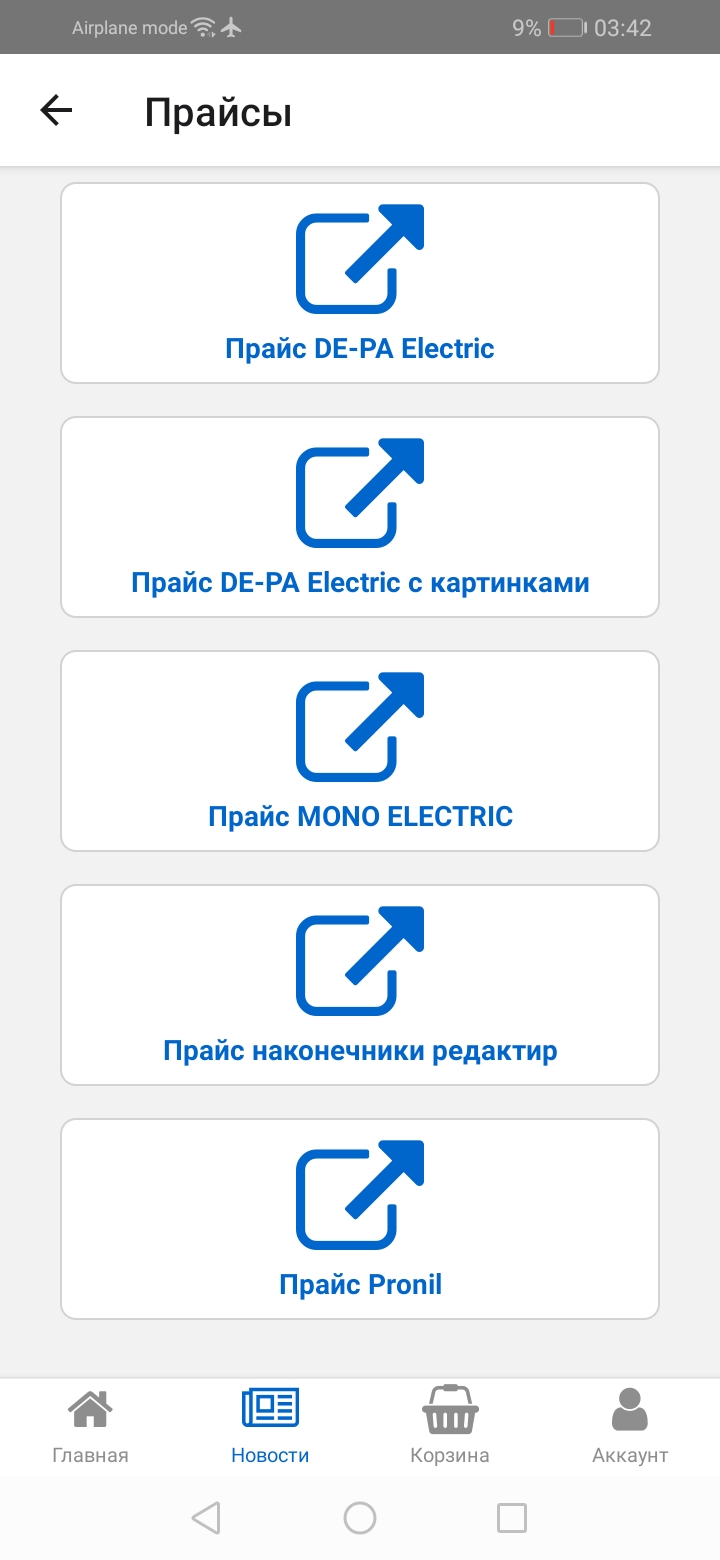 Airplane mode
9%
03:42
Прайсы
Прайс DE-PA Electric
Прайс DE-PA Electric с картинками
Прайс MONO ELECTRIC
Прайс наконечники редактир
Прайс Pronil
Главная
Новости
Корзина
Аккаунт